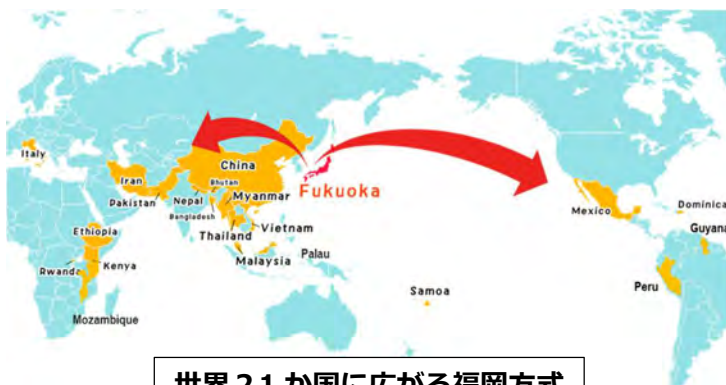 Italy
Iran
Pakistan
Nepal
China
Bhutan
Bangladesh
Myanmar
Thailand
Vietnam
Malaysia
Palau
Fukuoka
Ethiopia
Rwanda
Kenya
Mozambique
Samoa
Mexico
Dominica
Guyana
Peru
世界21か国に広がる福岡方式